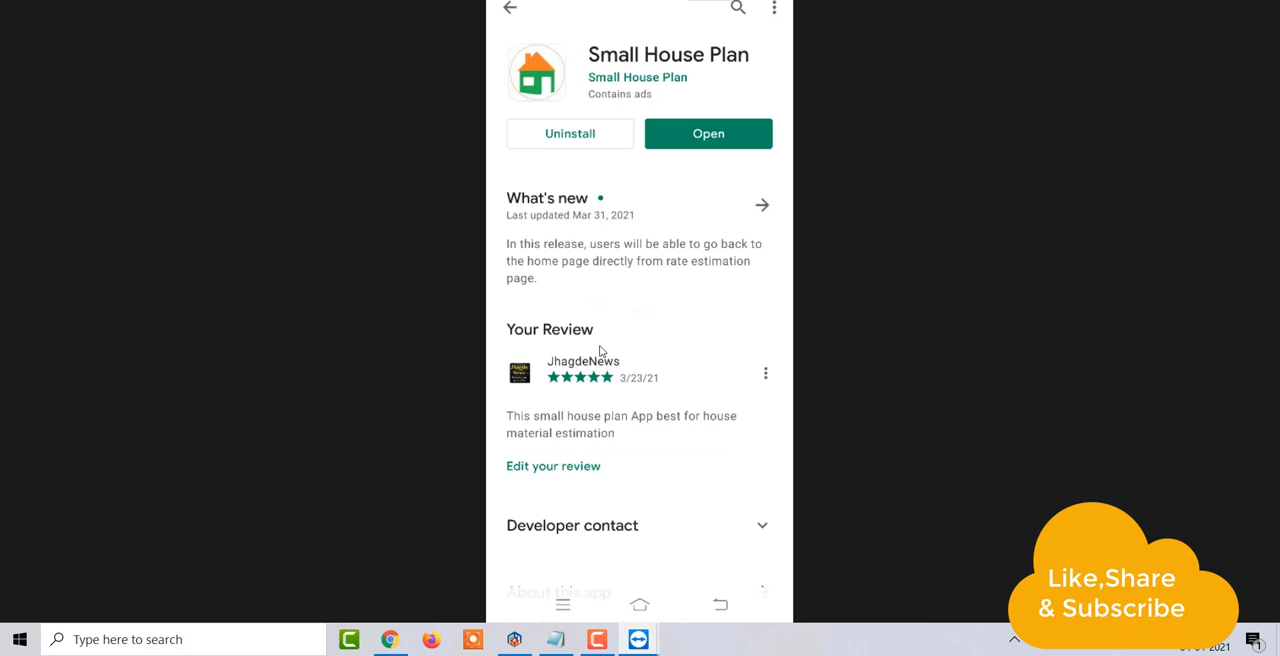 Small House Plan
Small House Plan
Contains ads
Uninstall
Open
What's new
Last updated Mar 31, 2021
In this release, users will be able to go back to
the home page directly from rate estimation
page.
Your Review
JhagdeNews
3/23/21
This small house plan App best for house
material estimation
Edit your review
Developer contact
About this app
Like,Share
& Subscribe
Type here to search